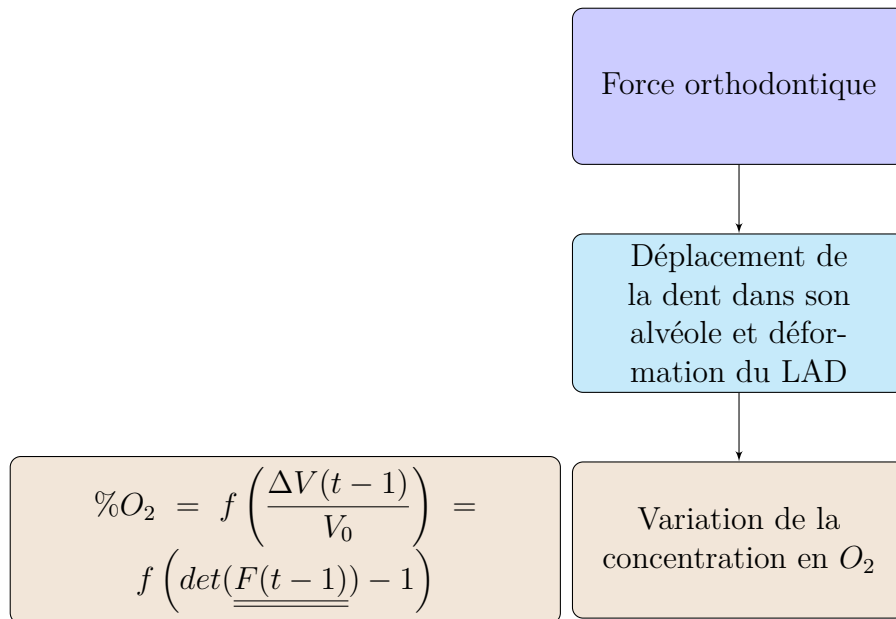 Force orthodontique
Déplacement de
la dent dans son
alvéole et défor-
mation du LAD
%O₂ = f(ΔV(t − 1)/V₀) =
f(det(F(t − 1)) − 1)
Variation de la
concentration en O₂